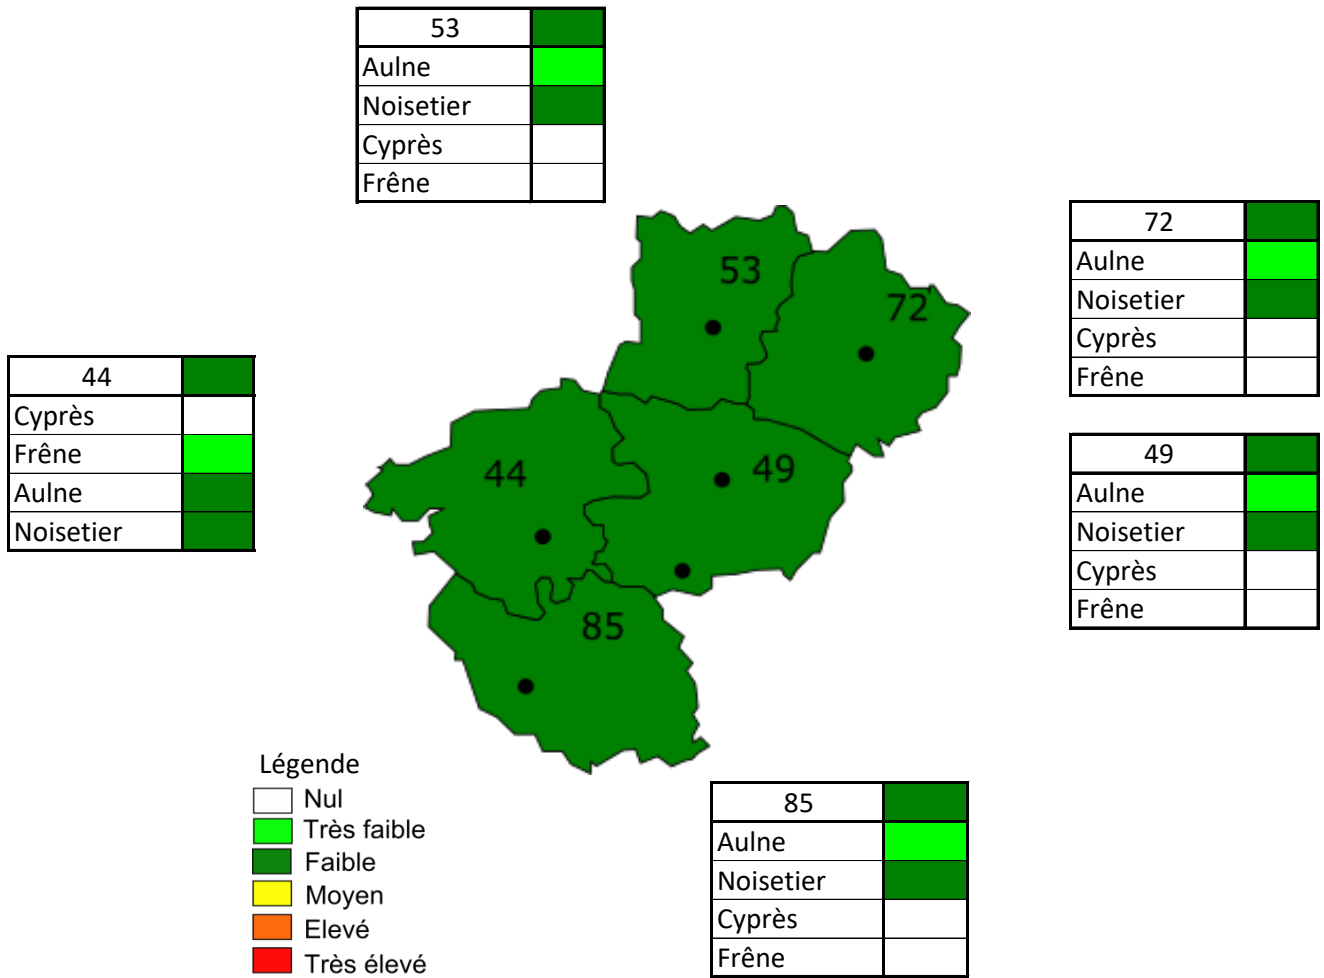 53
Aulne
Noisetier
Cyprès
Frêne
72
Aulne
Noisetier
Cyprès
Frêne
53
72
44
Cyprès
Frêne
Aulne
Noisetier
49
Aulne
Noisetier
Cyprès
Frêne
44
49
85
Légende
Nul
Très faible
Faible
Moyen
Elevé
Très élevé
85
Aulne
Noisetier
Cyprès
Frêne